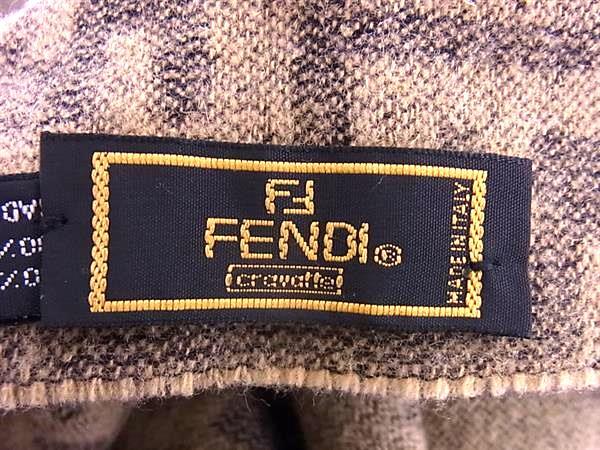 FF
FENDI®
cravatte
MADE IN ITALY